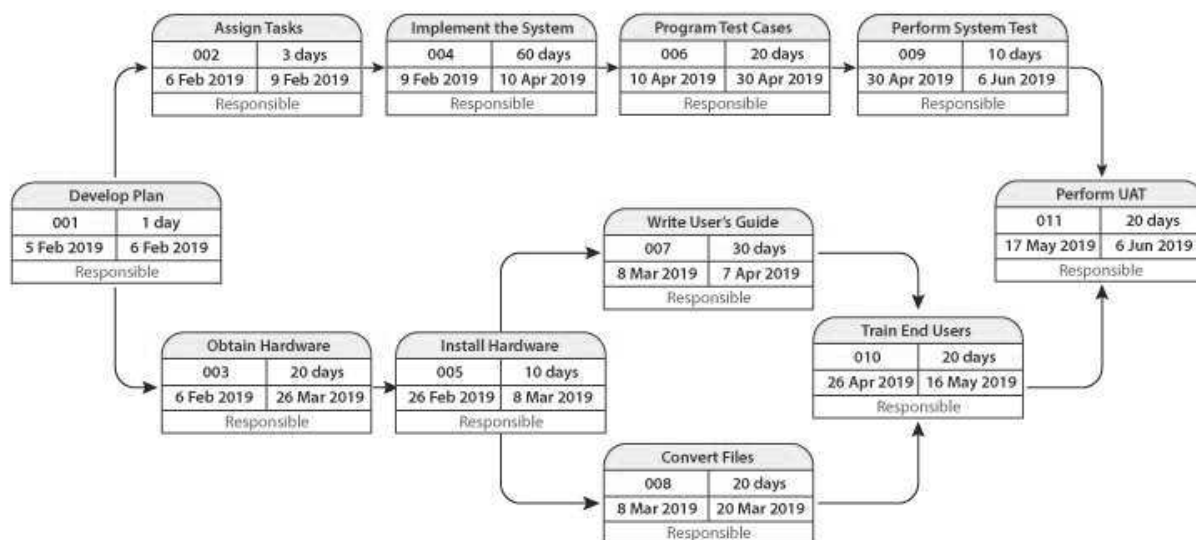 Assign Tasks
002 3 days
6 Feb 2019 9 Feb 2019
Responsible
Implement the System
004 60 days
9 Feb 2019 10 Apr 2019
Responsible
Program Test Cases
006 20 days
10 Apr 2019 30 Apr 2019
Responsible
Perform System Test
009 10 days
30 Apr 2019 6 Jun 2019
Responsible
Develop Plan
001 1 day
5 Feb 2019 6 Feb 2019
Responsible
Write User's Guide
007 30 days
8 Mar 2019 7 Apr 2019
Responsible
Perform UAT
011 20 days
17 May 2019 6 Jun 2019
Responsible
Obtain Hardware
003 20 days
6 Feb 2019 26 Mar 2019
Responsible
Install Hardware
005 10 days
26 Feb 2019 8 Mar 2019
Responsible
Train End Users
010 20 days
26 Apr 2019 16 May 2019
Responsible
Convert Files
008 20 days
8 Mar 2019 20 Mar 2019
Responsible